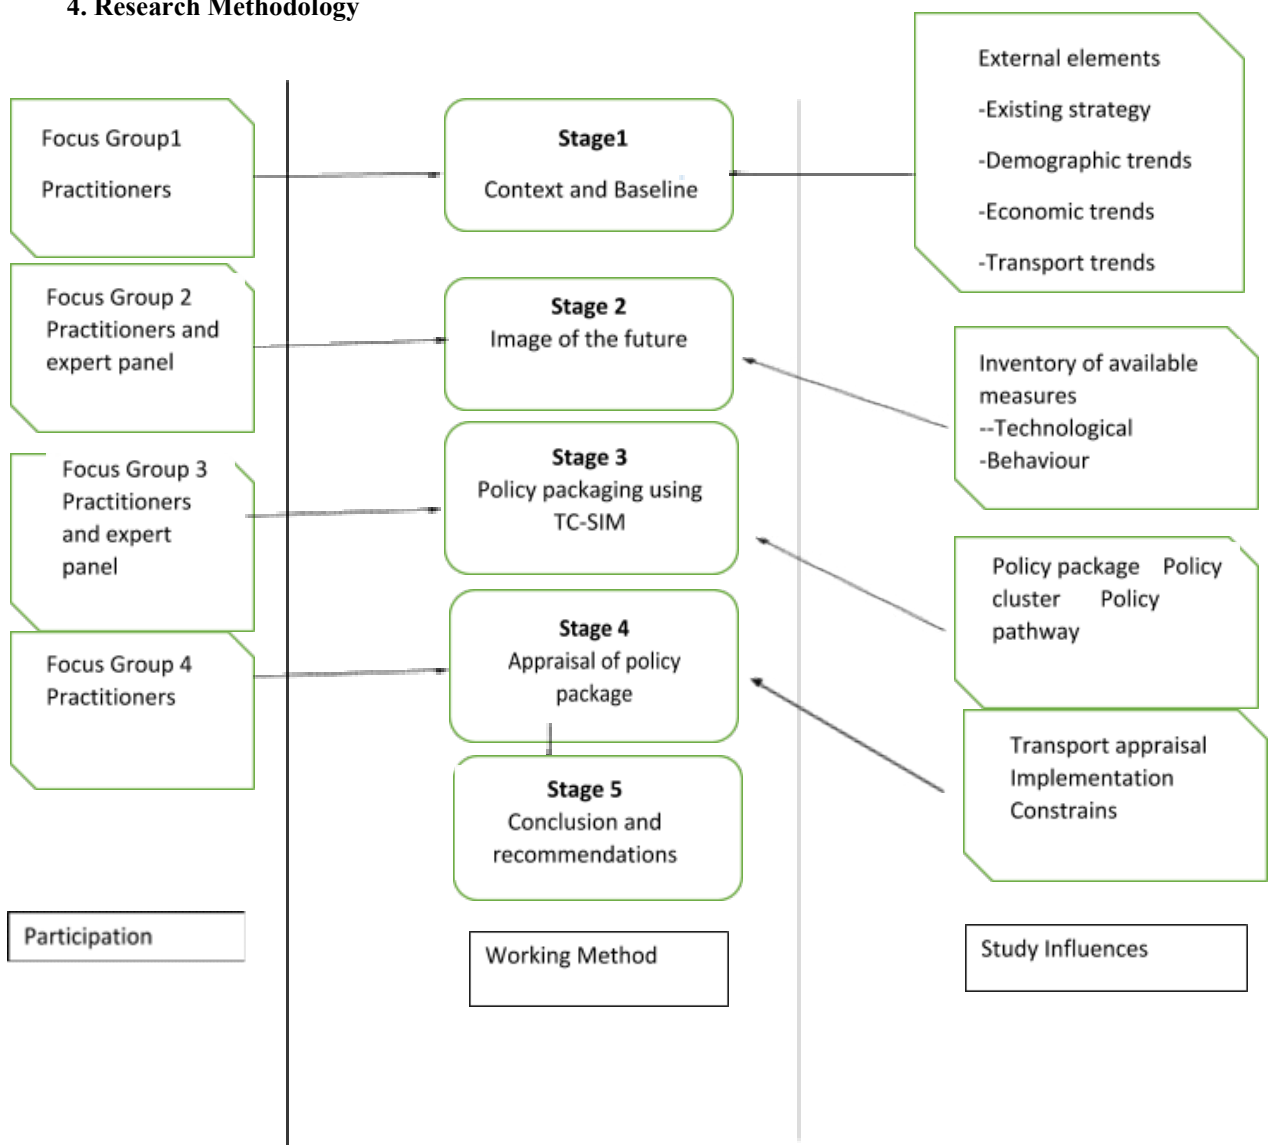 4. Research Methodology
Focus Group1
Practitioners
Focus Group 2
Practitioners and
expert panel
Focus Group 3
Practitioners
and expert
panel
Focus Group 4
Practitioners
Participation
Stage1
Context and Baseline
Stage 2
Image of the future
Stage 3
Policy packaging using
TC-SIM
Stage 4
Appraisal of policy
package
Stage 5
Conclusion and
recommendations
Working Method
External elements
-Existing strategy
-Demographic trends
-Economic trends
-Transport trends
Inventory of available
measures
--Technological
-Behaviour
Policy package Policy
cluster Policy
pathway
Transport appraisal
Implementation
Constrains
Study Influences